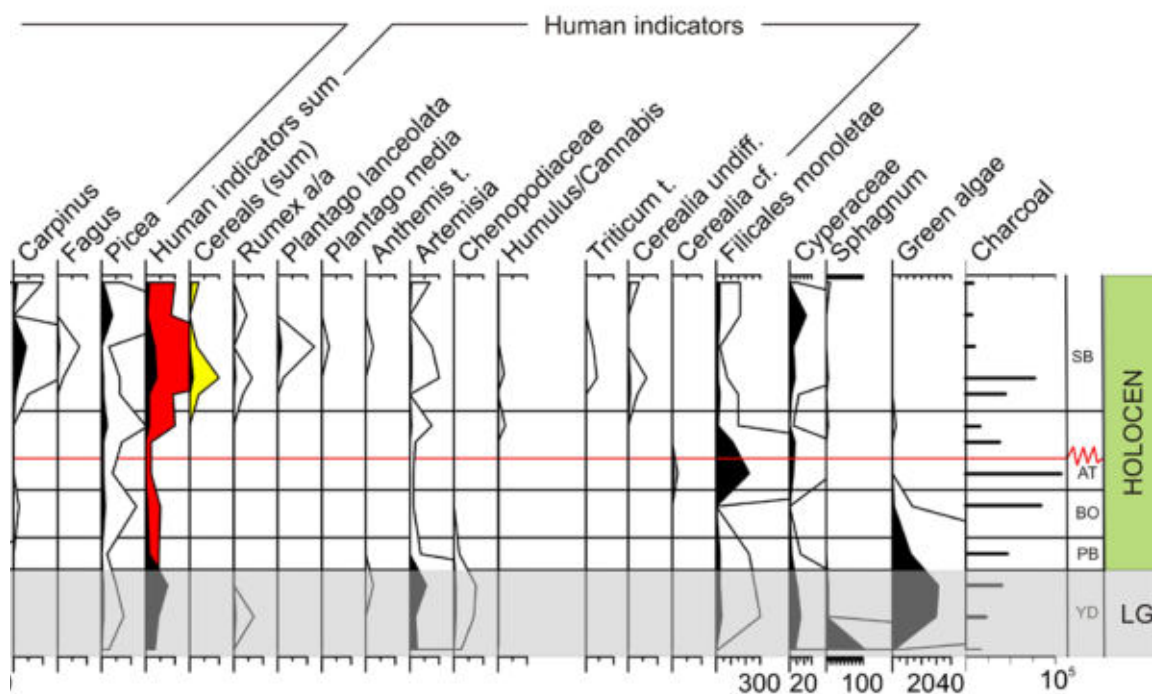 Human indicators
Carpinus
Fagus
Picea
Human indicators sum
Cereals (sum)
Rumex a/a
Plantago lanceolata
Plantago media
Anthemis t.
Artemisia
Chenopodiaceae
Humulus/Cannabis
Triticum t.
Cerealia undiff.
Cerealia cf.
Filicales monoletae
Cyperaceae
Sphagnum
Green algae
Charcoal
SB
AT
BO
PB
YD
HOLOCEN
LG
300 20 100 2040 10⁵